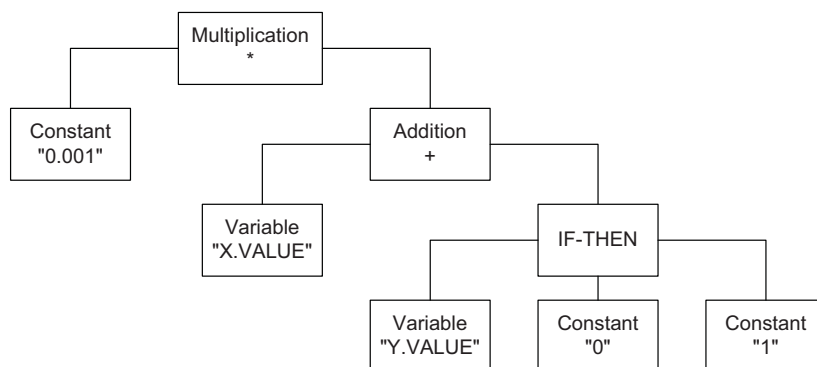 Multiplication
*
Constant
"0.001"
Addition
+
Variable
"X.VALUE"
IF-THEN
Variable
"Y.VALUE"
Constant
"0"
Constant
"1"